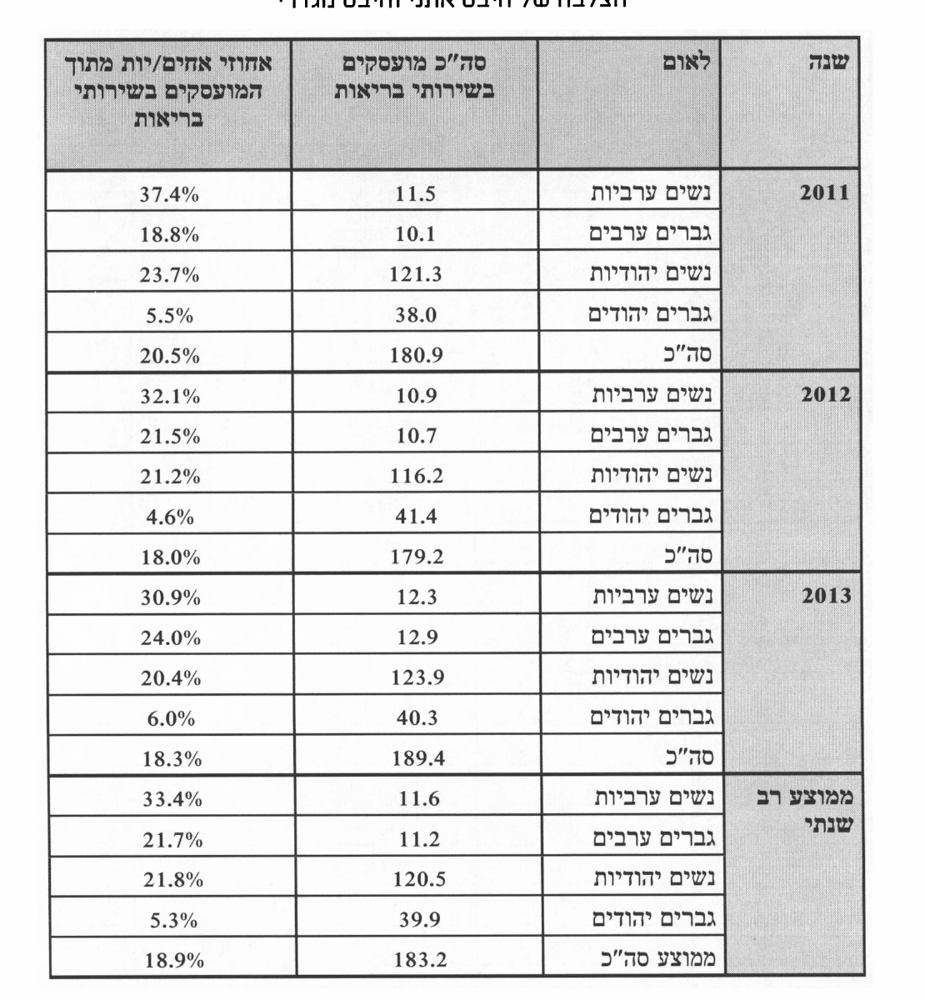 שנה לאום סה"כ מועסקים בשירותי בריאות אחוזי אחים/יות מתוך המועסקים בשירותי בריאות
2011 נשים ערביות 11.5 37.4%
גברים ערבים 10.1 18.8%
נשים יהודיות 121.3 23.7%
גברים יהודים 38.0 5.5%
סה"כ 180.9 20.5%
2012 נשים ערביות 10.9 32.1%
גברים ערבים 10.7 21.5%
נשים יהודיות 116.2 21.2%
גברים יהודים 41.4 4.6%
סה"כ 179.2 18.0%
2013 נשים ערביות 12.3 30.9%
גברים ערבים 12.9 24.0%
נשים יהודיות 123.9 20.4%
גברים יהודים 40.3 6.0%
סה"כ 189.4 18.3%
ממוצע רב שנתי נשים ערביות 11.6 33.4%
גברים ערבים 11.2 21.7%
נשים יהודיות 120.5 21.8%
גברים יהודים 39.9 5.3%
ממוצע סה"כ 183.2 18.9%